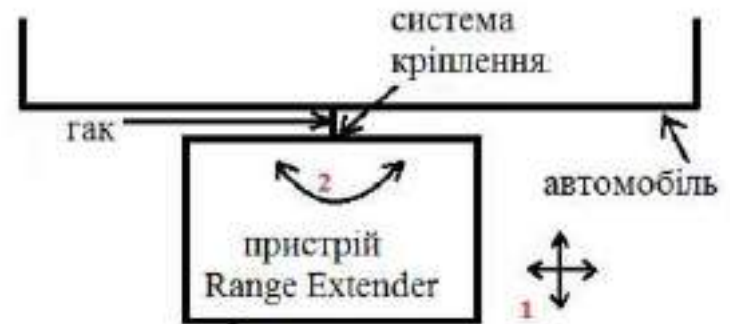 система
кріплення
гак
автомобіль
2
пристрій
Range Extender
1